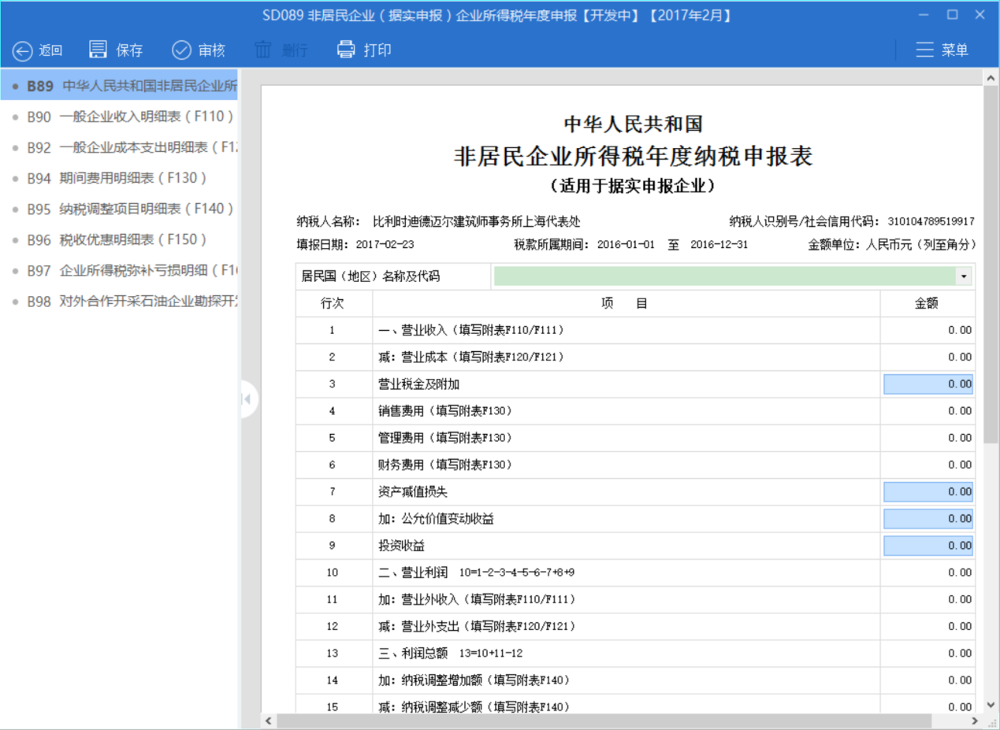 SD089 非居民企业（据实申报）企业所得税年度申报【开发中】【2017年2月】
返回 保存 审核 删行 打印 菜单
B89 中华人民共和国非居民企业所
B90 一般企业收入明细表（F110）
B92 一般企业成本支出明细表（F12
B94 期间费用明细表（F130）
B95 纳税调整项目明细表（F140）
B96 税收优惠明细表（F150）
B97 企业所得税弥补亏损明细（F16
B98 对外合作开采石油企业勘探开发
中华人民共和国
非居民企业所得税年度纳税申报表
（适用于据实申报企业）
纳税人名称： 比利时迪德迈尔建筑师事务所上海代表处 纳税人识别号/社会信用代码：310104789519917
填报日期：2017-02-23 税款所属期间：2016-01-01 至 2016-12-31 金额单位：人民币元（列至角分）
居民国（地区）名称及代码
行次 项 目 金额
1 一、营业收入（填写附表F110/F111） 0.00
2 减：营业成本（填写附表F120/F121） 0.00
3 营业税金及附加 0.00
4 销售费用（填写附表F130） 0.00
5 管理费用（填写附表F130） 0.00
6 财务费用（填写附表F130） 0.00
7 资产减值损失 0.00
8 加：公允价值变动收益 0.00
9 投资收益 0.00
10 二、营业利润 10=1-2-3-4-5-6-7+8+9 0.00
11 加：营业外收入（填写附表F110/F111） 0.00
12 减：营业外支出（填写附表F120/F121） 0.00
13 三、利润总额 13=10+11-12 0.00
14 加：纳税调整增加额（填写附表F140） 0.00
15 减：纳税调整减少额（填写附表F140） 0.00